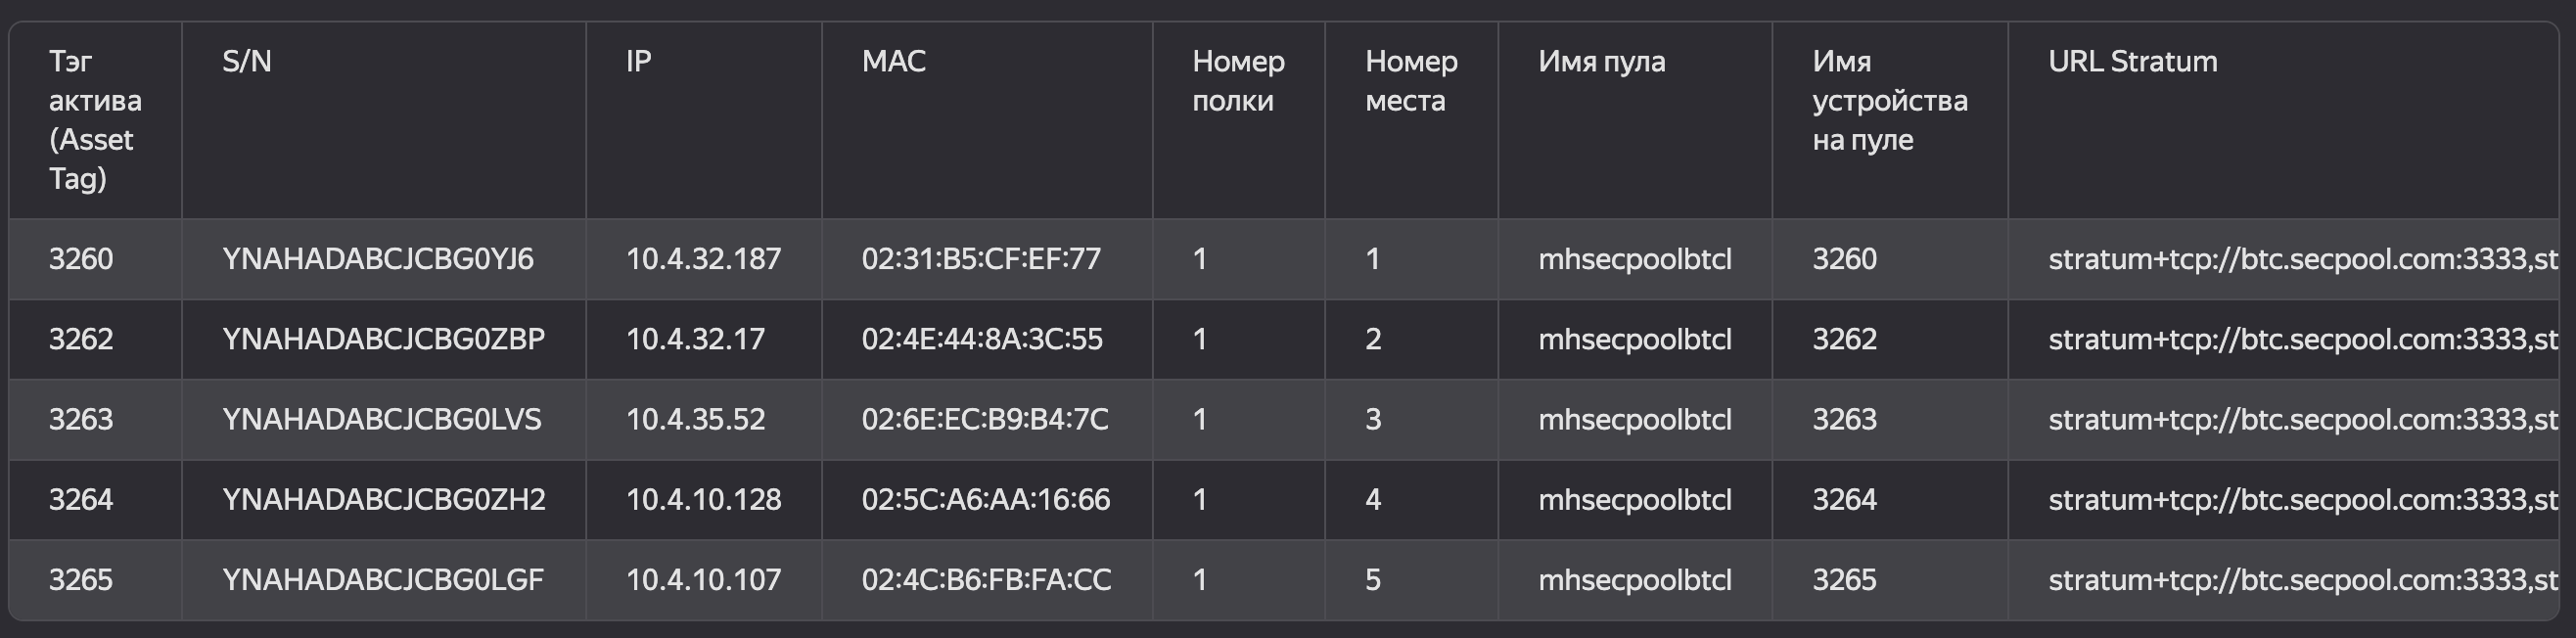 Тэг актива (Asset Tag) S/N IP MAC Номер полки Номер места Имя пула Имя устройства на пуле URL Stratum
3260 YNAHADABCJCBG0YJ6 10.4.32.187 02:31:B5:CF:EF:77 1 1 mhsecpoolbtcl 3260 stratum+tcp://btc.secpool.com:3333,st
3262 YNAHADABCJCBG0ZBP 10.4.32.17 02:4E:44:8A:3C:55 1 2 mhsecpoolbtcl 3262 stratum+tcp://btc.secpool.com:3333,st
3263 YNAHADABCJCBG0LVS 10.4.35.52 02:6E:EC:B9:B4:7C 1 3 mhsecpoolbtcl 3263 stratum+tcp://btc.secpool.com:3333,st
3264 YNAHADABCJCBG0ZH2 10.4.10.128 02:5C:A6:AA:16:66 1 4 mhsecpoolbtcl 3264 stratum+tcp://btc.secpool.com:3333,st
3265 YNAHADABCJCBG0LGF 10.4.10.107 02:4C:B6:FB:FA:CC 1 5 mhsecpoolbtcl 3265 stratum+tcp://btc.secpool.com:3333,st